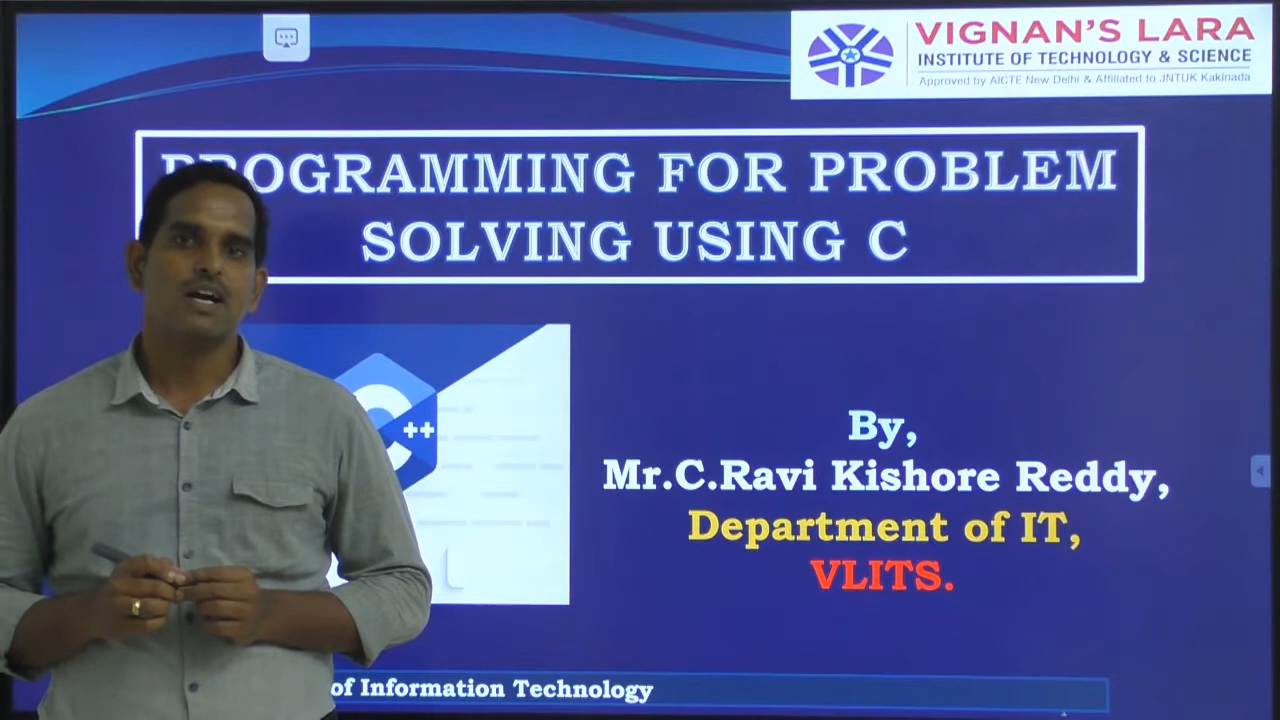 VIGNAN'S LARA
INSTITUTE OF TECHNOLOGY & SCIENCE
Approved by AICTE New Delhi & Affiliated to JNTUK Kakinada
PROGRAMMING FOR PROBLEM
SOLVING USING C
C
++
By,
Mr.C.Ravi Kishore Reddy,
Department of IT,
VLITS.
of Information Technology